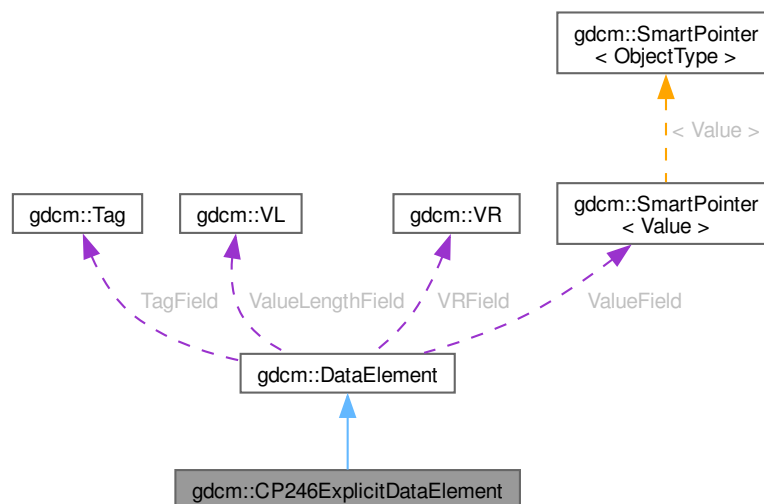 gdcm::SmartPointer
< ObjectType >
< Value >
gdcm::Tag
gdcm::VL
gdcm::VR
gdcm::SmartPointer
< Value >
TagField
ValueLengthField
VRField
ValueField
gdcm::DataElement
gdcm::CP246ExplicitDataElement